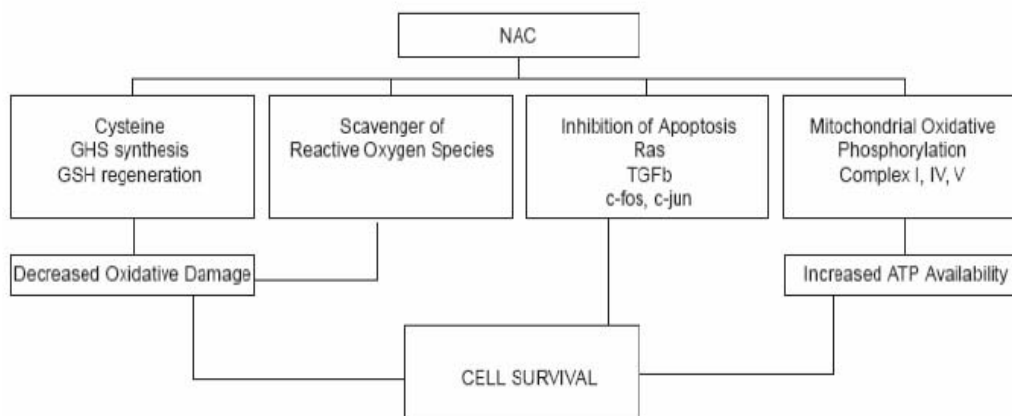 NAC
Cysteine
GHS synthesis
GSH regeneration
Scavenger of
Reactive Oxygen Species
Inhibition of Apoptosis
Ras
TGFb
c-fos, c-jun
Mitochondrial Oxidative
Phosphorylation
Complex I, IV, V
Decreased Oxidative Damage
Increased ATP Availability
CELL SURVIVAL